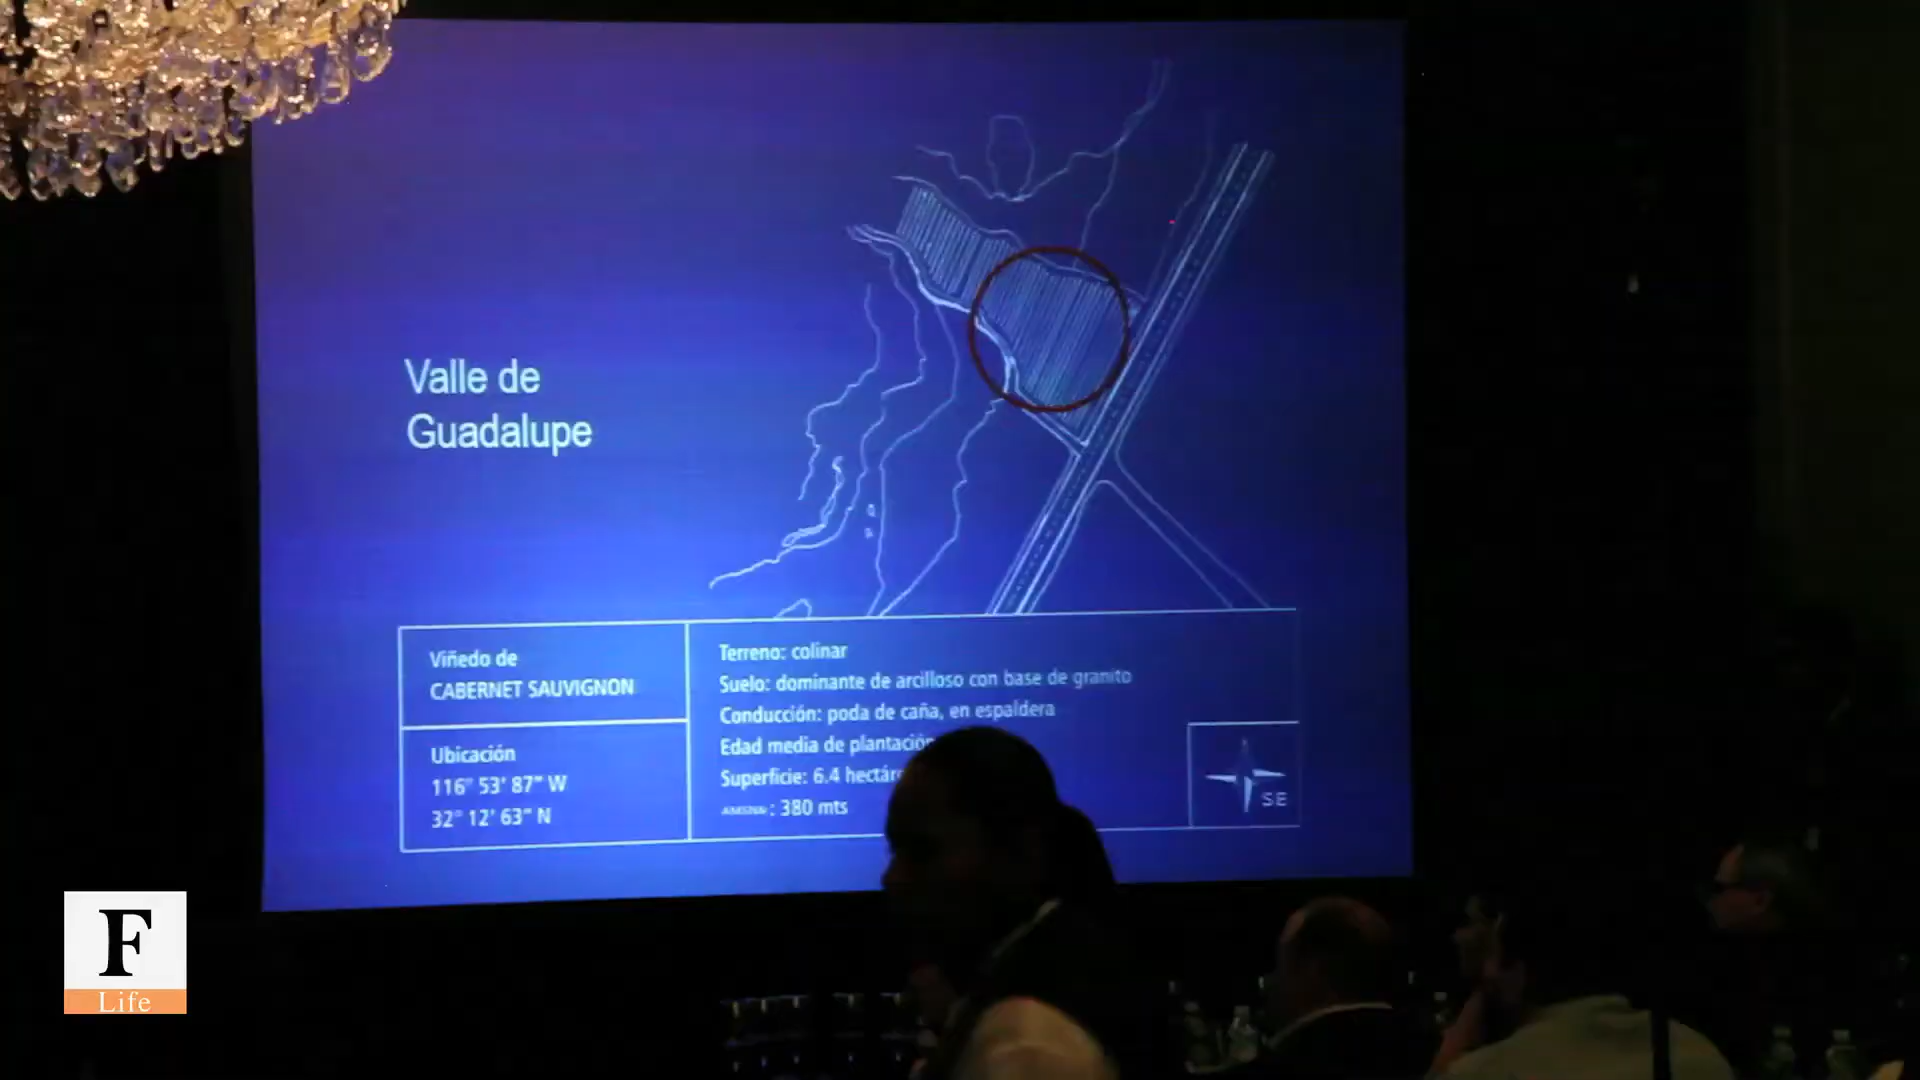 Valle de
Guadalupe
Viñedo de
CABERNET SAUVIGNON
Ubicación
116° 53' 87" W
32° 12' 63" N
Terreno: colinar
Suelo: dominante de arcilloso con base de granito
Conducción: poda de caña, en espaldera
Edad media de plantación
Superficie: 6.4 hectár
AMSNM: 380 mts
SE
F
Life